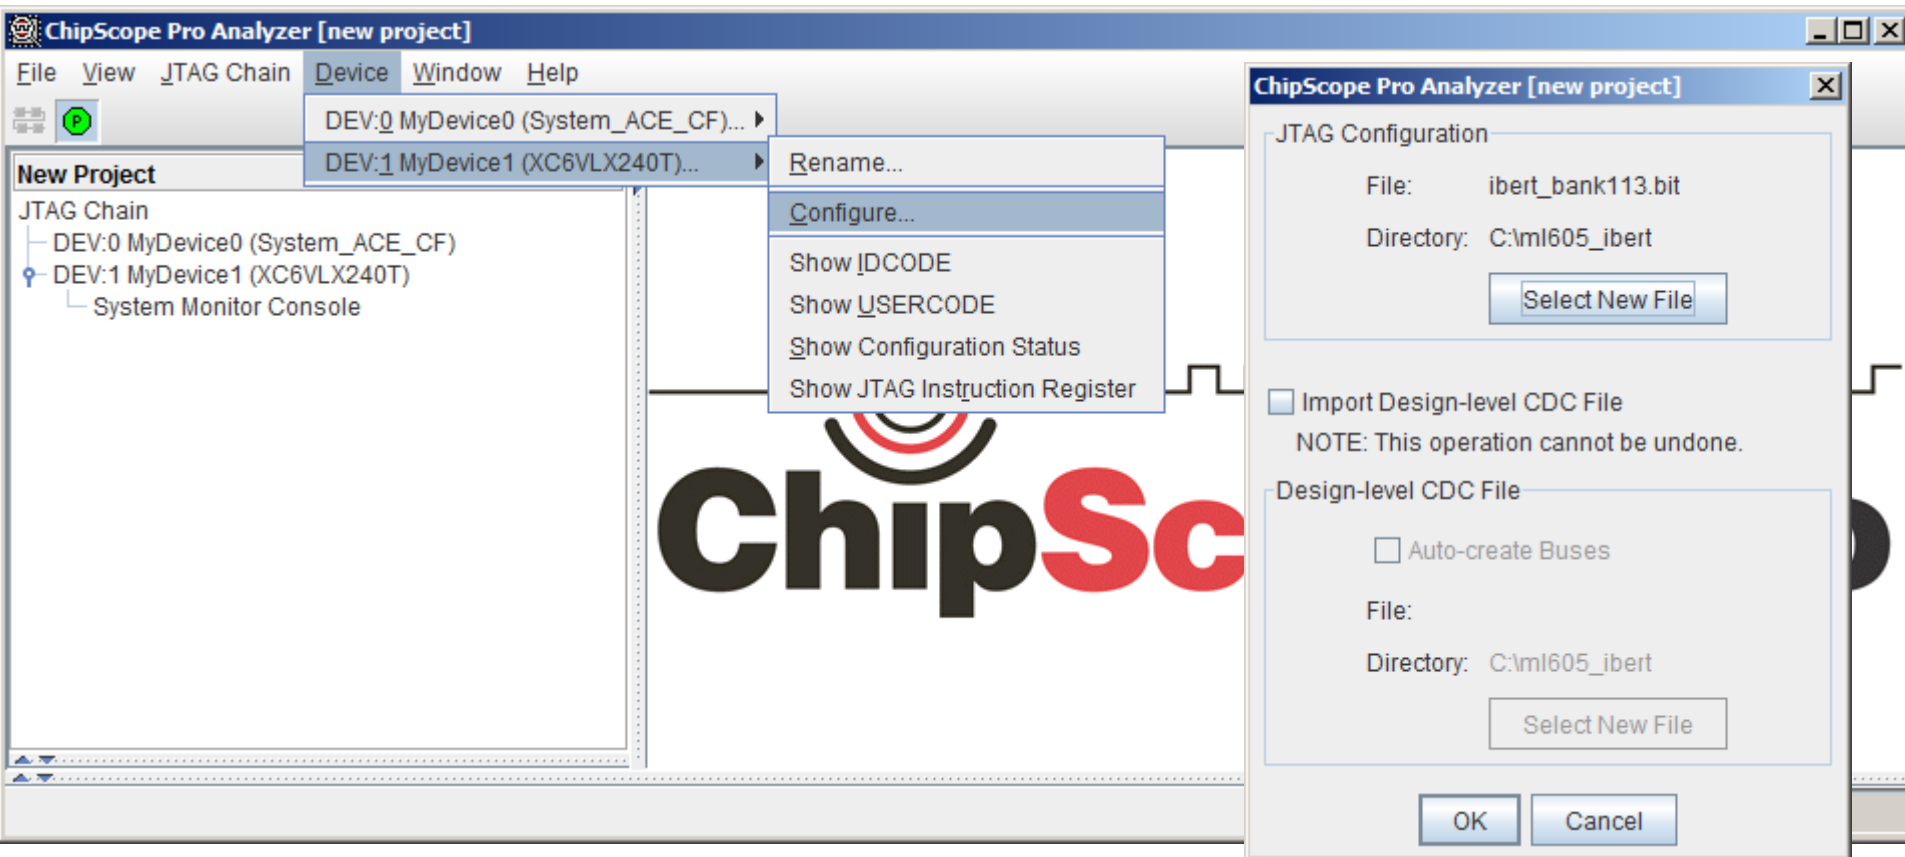 ChipScope Pro Analyzer [new project]
File View JTAG Chain Device Window Help
DEV:0 MyDevice0 (System_ACE_CF)...
DEV:1 MyDevice1 (XC6VLX240T)...
Rename...
Configure...
Show IDCODE
Show USERCODE
Show Configuration Status
Show JTAG Instruction Register
New Project
JTAG Chain
DEV:0 MyDevice0 (System_ACE_CF)
DEV:1 MyDevice1 (XC6VLX240T)
System Monitor Console
ChipSc
ChipScope Pro Analyzer [new project]
JTAG Configuration
File: ibert_bank113.bit
Directory: C:\ml605_ibert
Select New File
Import Design-level CDC File
NOTE: This operation cannot be undone.
Design-level CDC File
Auto-create Buses
File:
Directory: C:\ml605_ibert
Select New File
OK Cancel